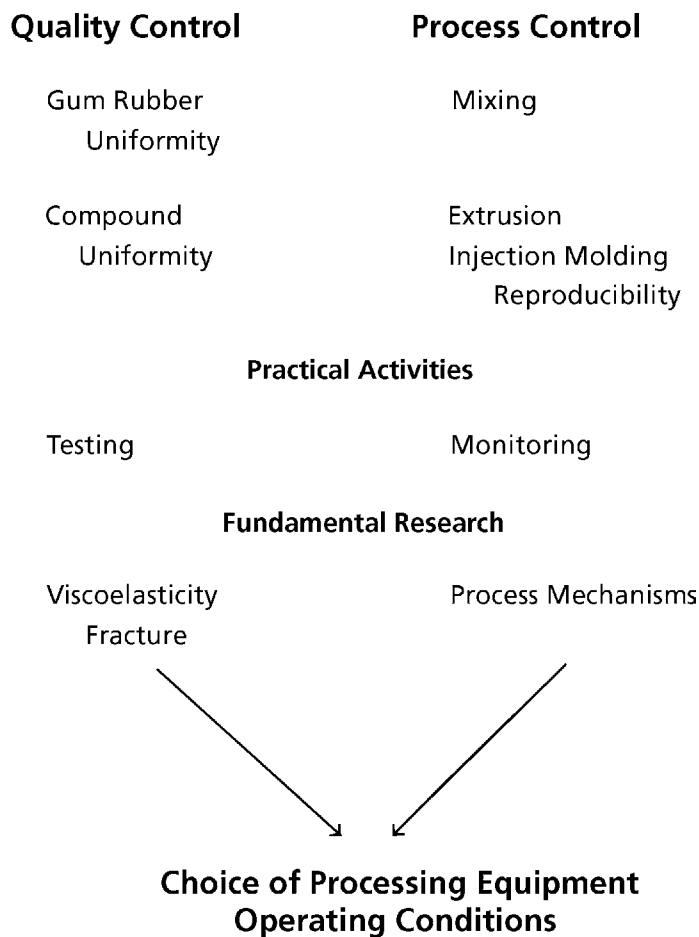 Quality Control Process Control
Gum Rubber Mixing
Uniformity
Compound Extrusion
Uniformity Injection Molding
Reproducibility
Practical Activities
Testing Monitoring
Fundamental Research
Viscoelasticity Process Mechanisms
Fracture
Choice of Processing Equipment
Operating Conditions